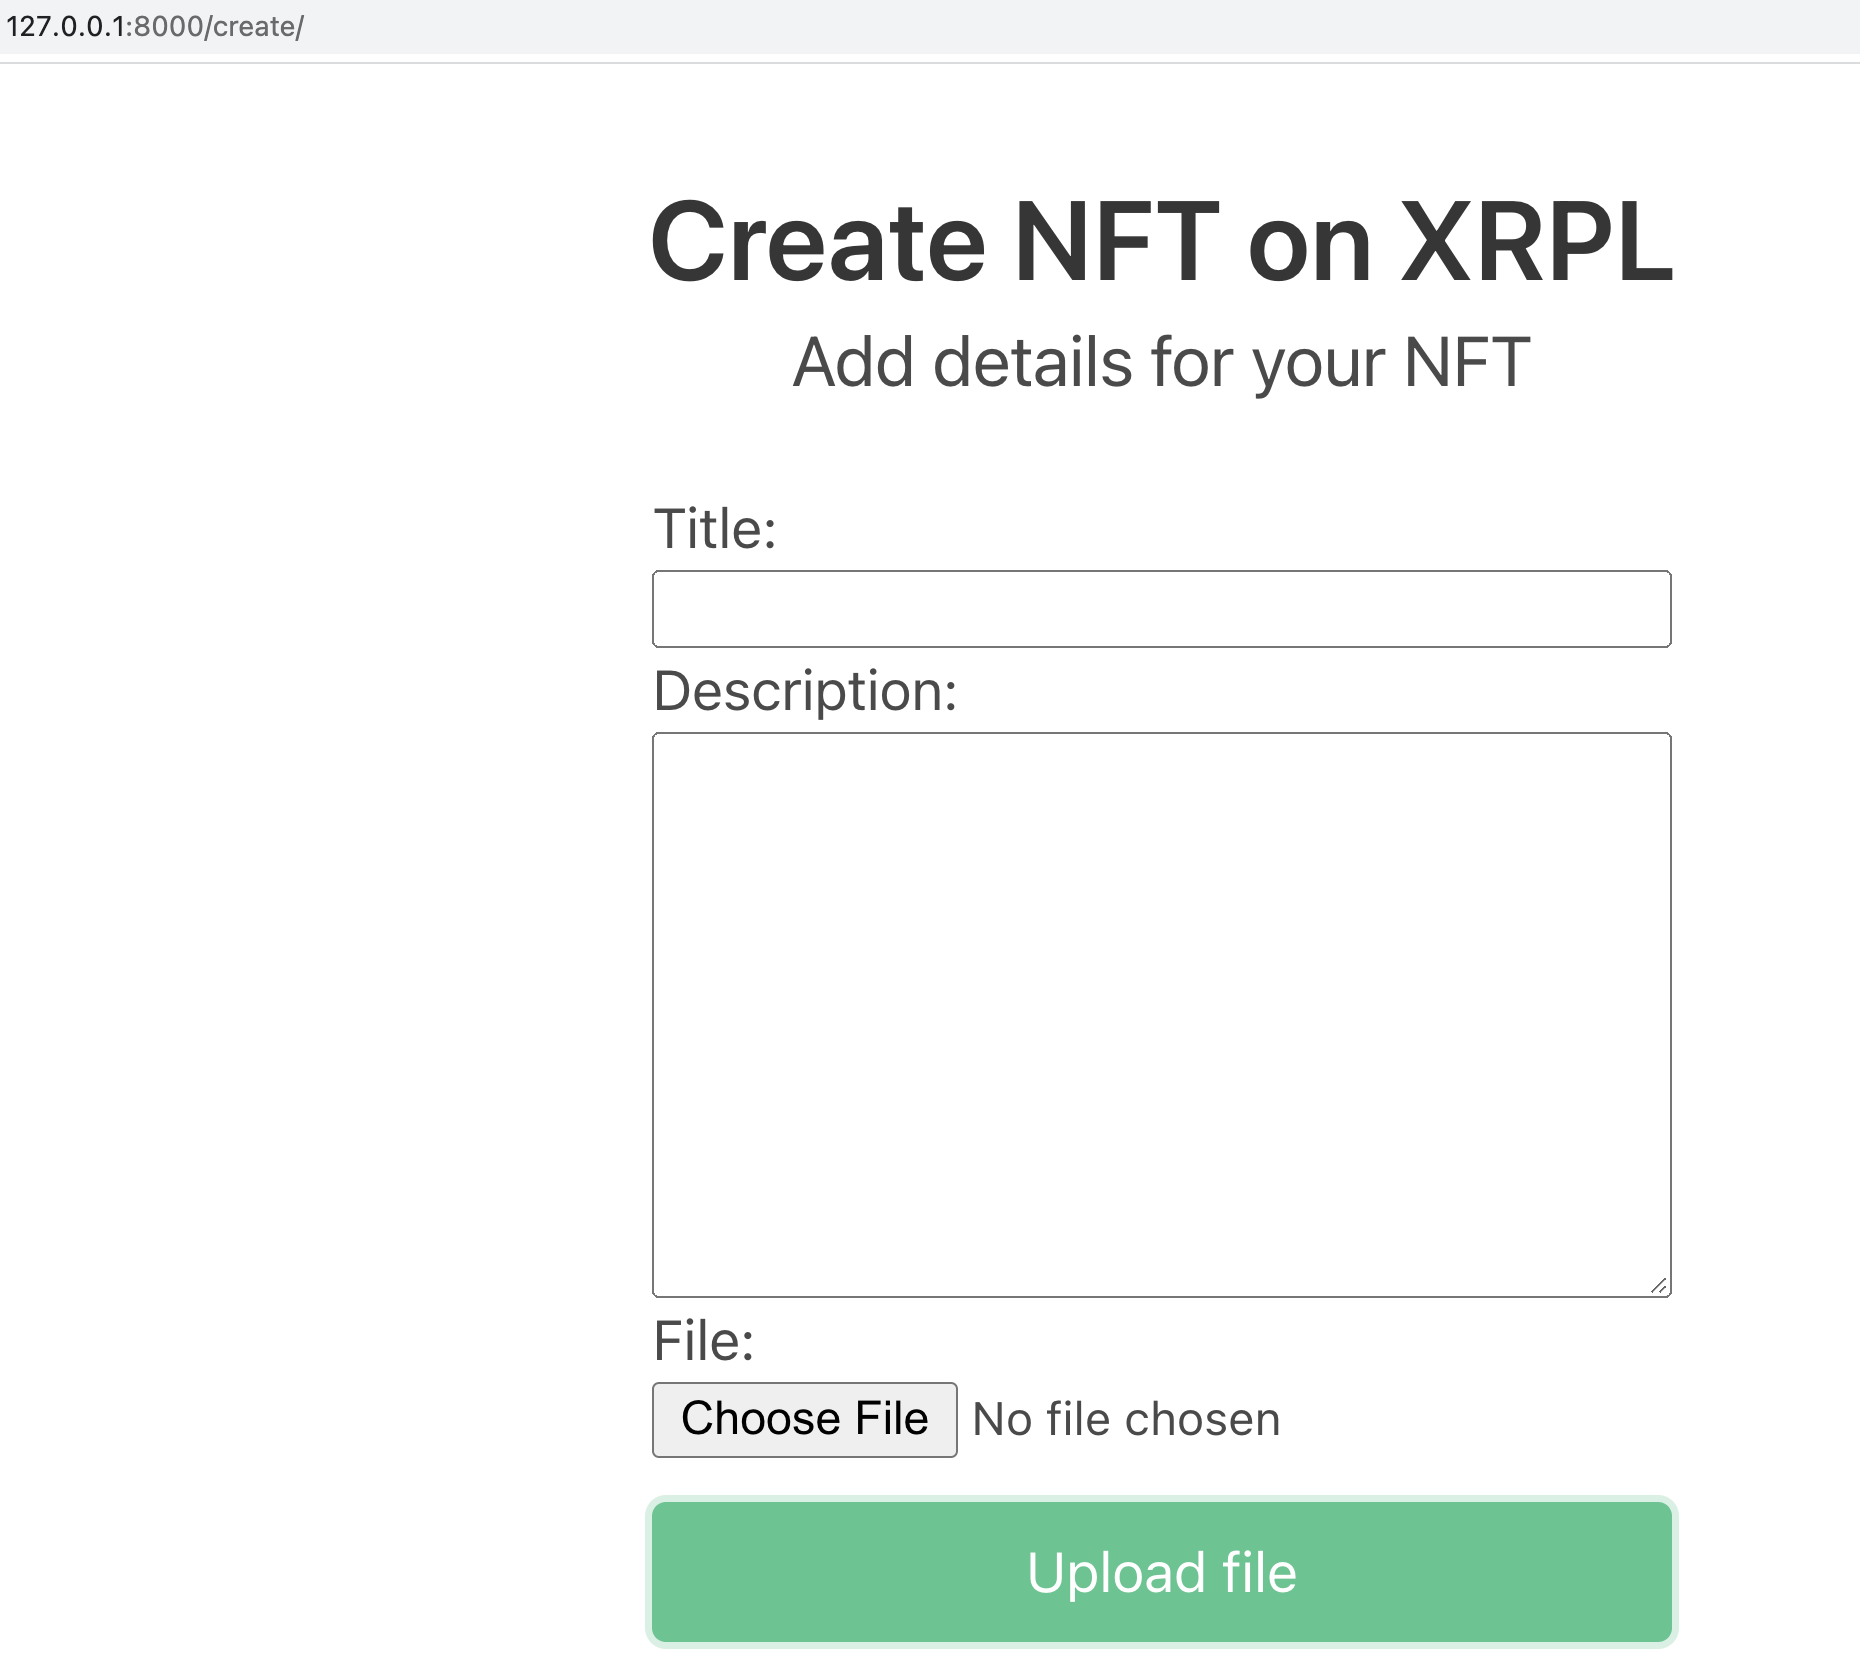 127.0.0.1:8000/create/
Create NFT on XRPL
Add details for your NFT
Title:
Description:
File:
Choose File No file chosen
Upload file